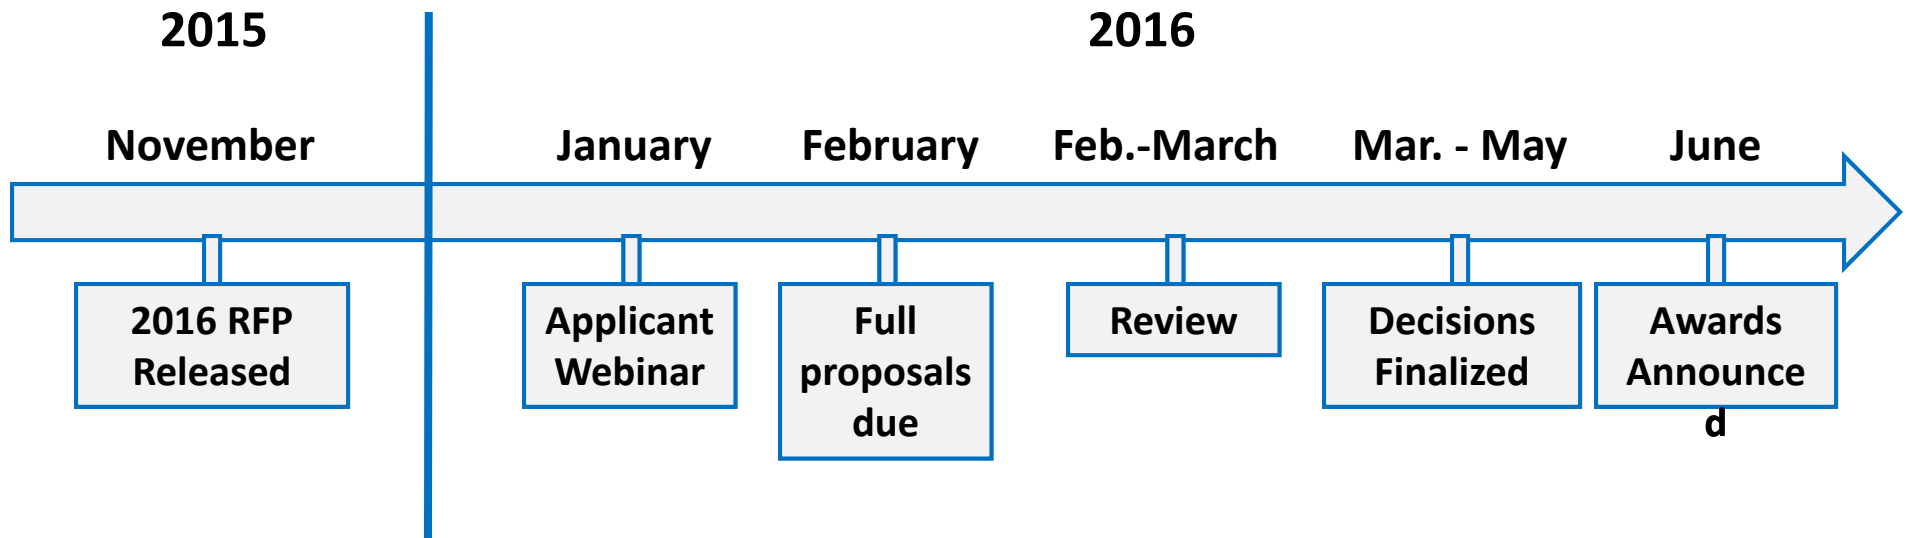 2015
2016
November
January
February
Feb.-March
Mar. - May
June
2016 RFP
Released
Applicant
Webinar
Full
proposals
due
Review
Decisions
Finalized
Awards
Announce
d